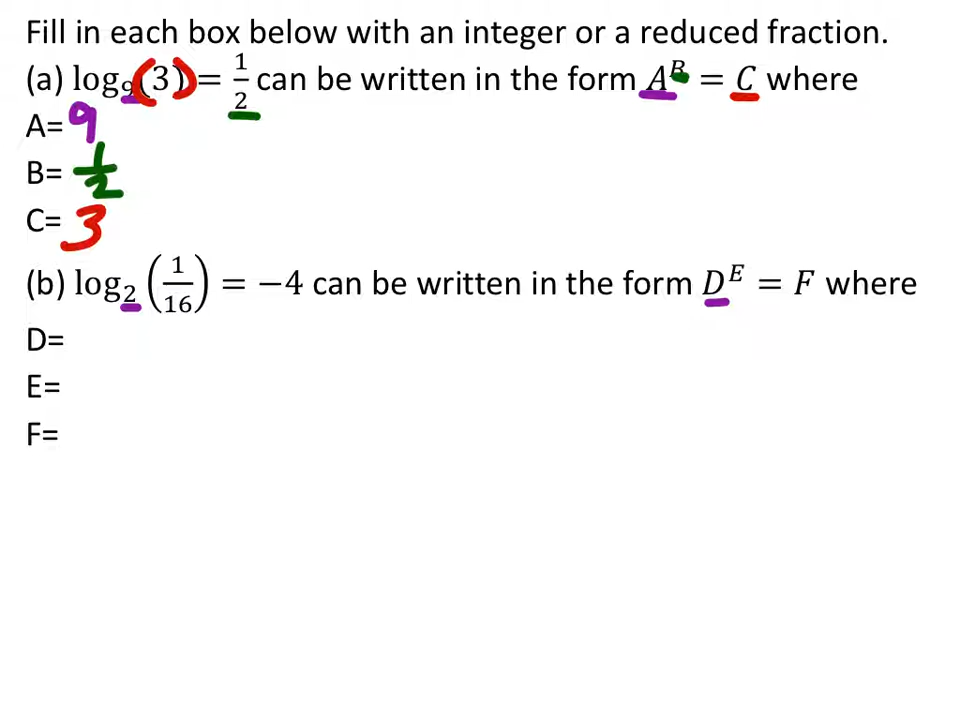 Fill in each box below with an integer or a reduced fraction.
(a) log₉(3) = 1/2 can be written in the form A^B = C where
A= 9
B= 1/2
C= 3
(b) log₂(1/16) = −4 can be written in the form D^E = F where
D=
E=
F=